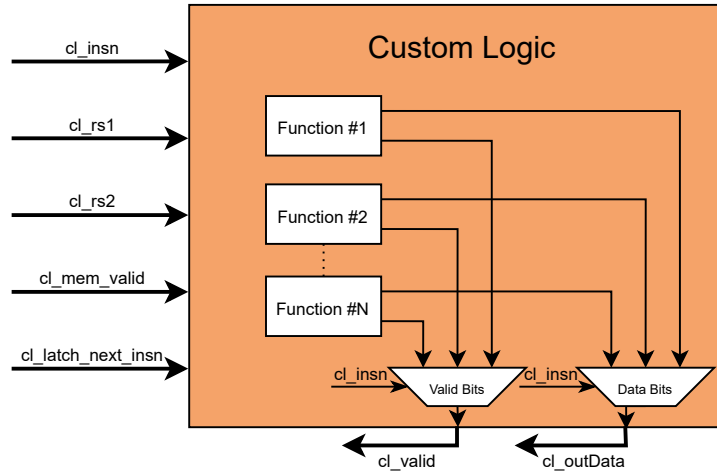 Custom Logic
cl_insn
cl_rs1
cl_rs2
cl_mem_valid
cl_latch_next_insn
Function #1
Function #2
Function #N
cl_insn
Valid Bits
cl_insn
Data Bits
cl_valid
cl_outData